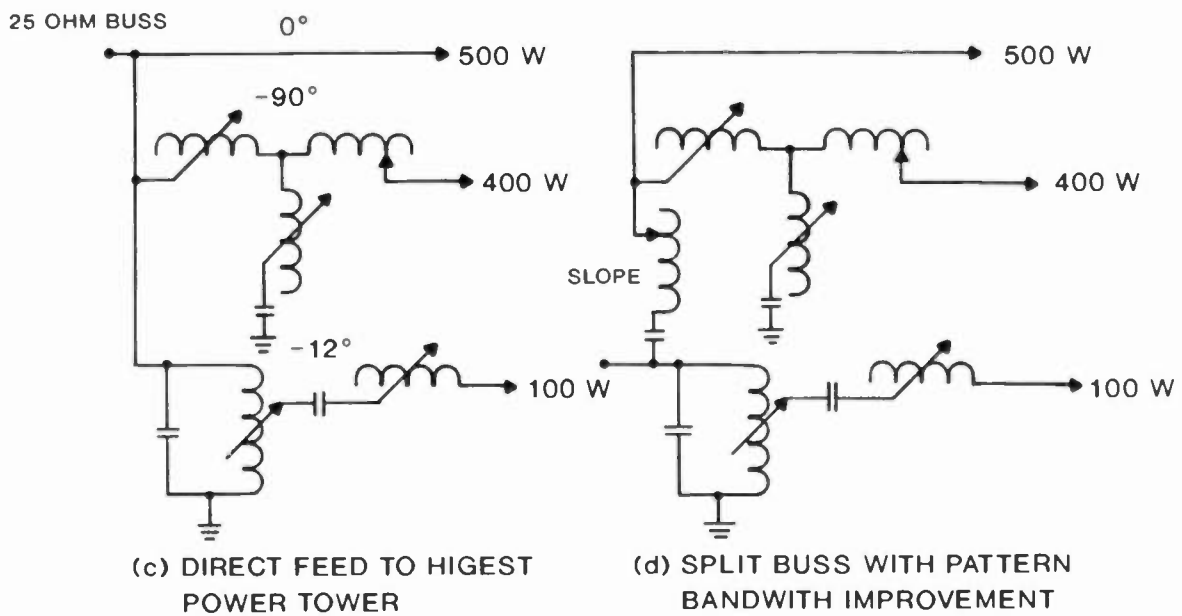 25 OHM BUSS
0°
500 W
-90°
400 W
-12°
100 W
(c) DIRECT FEED TO HIGEST
POWER TOWER
500 W
400 W
SLOPE
100 W
(d) SPLIT BUSS WITH PATTERN
BANDWITH IMPROVEMENT